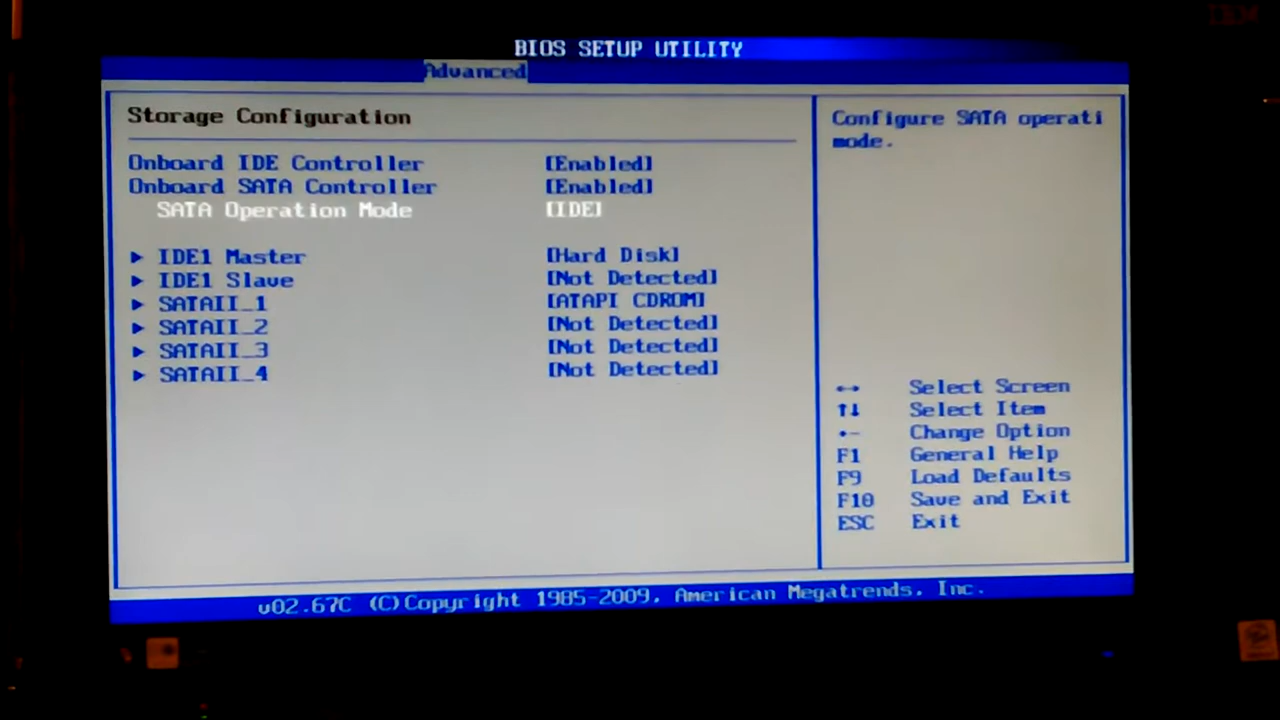 IBM
BIOS SETUP UTILITY
Advanced
Storage Configuration
Onboard IDE Controller [Enabled]
Onboard SATA Controller [Enabled]
SATA Operation Mode [IDE]
IDE1 Master [Hard Disk]
IDE1 Slave [Not Detected]
SATAII_1 [ATAPI CDROM]
SATAII_2 [Not Detected]
SATAII_3 [Not Detected]
SATAII_4 [Not Detected]
Configure SATA operati
mode.
↔ Select Screen
↑↓ Select Item
+- Change Option
F1 General Help
F9 Load Defaults
F10 Save and Exit
ESC Exit
v02.67C (C)Copyright 1985-2009, American Megatrends, Inc.